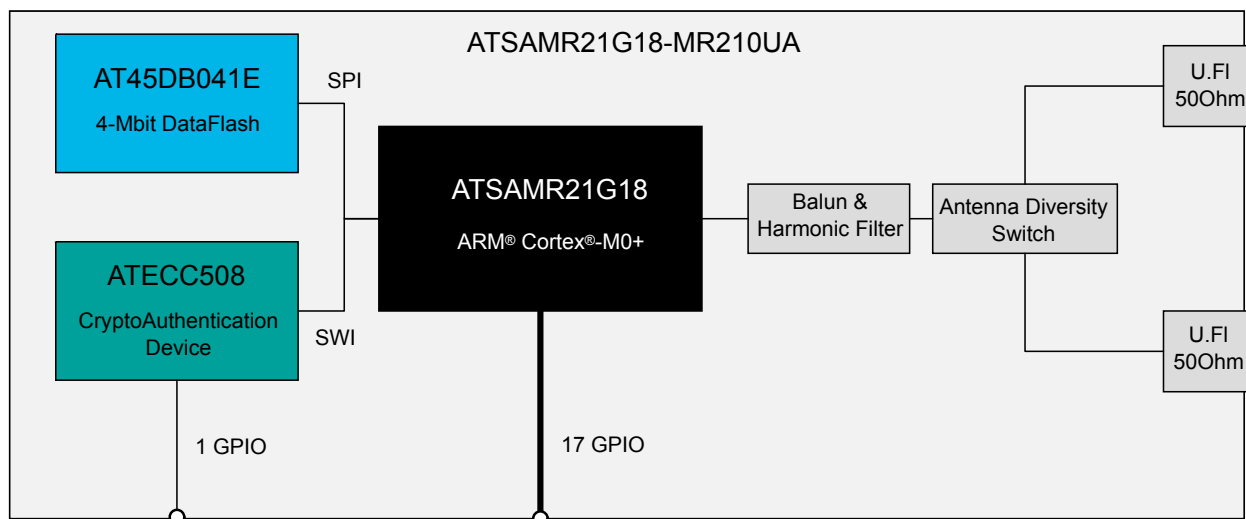 ATSAMR21G18-MR210UA
AT45DB041E
4-Mbit DataFlash
SPI
U.Fl
50Ohm
ATSAMR21G18
ARM® Cortex®-M0+
Balun &
Harmonic Filter
Antenna Diversity
Switch
ATECC508
CryptoAuthentication
Device
SWI
U.Fl
50Ohm
1 GPIO
17 GPIO